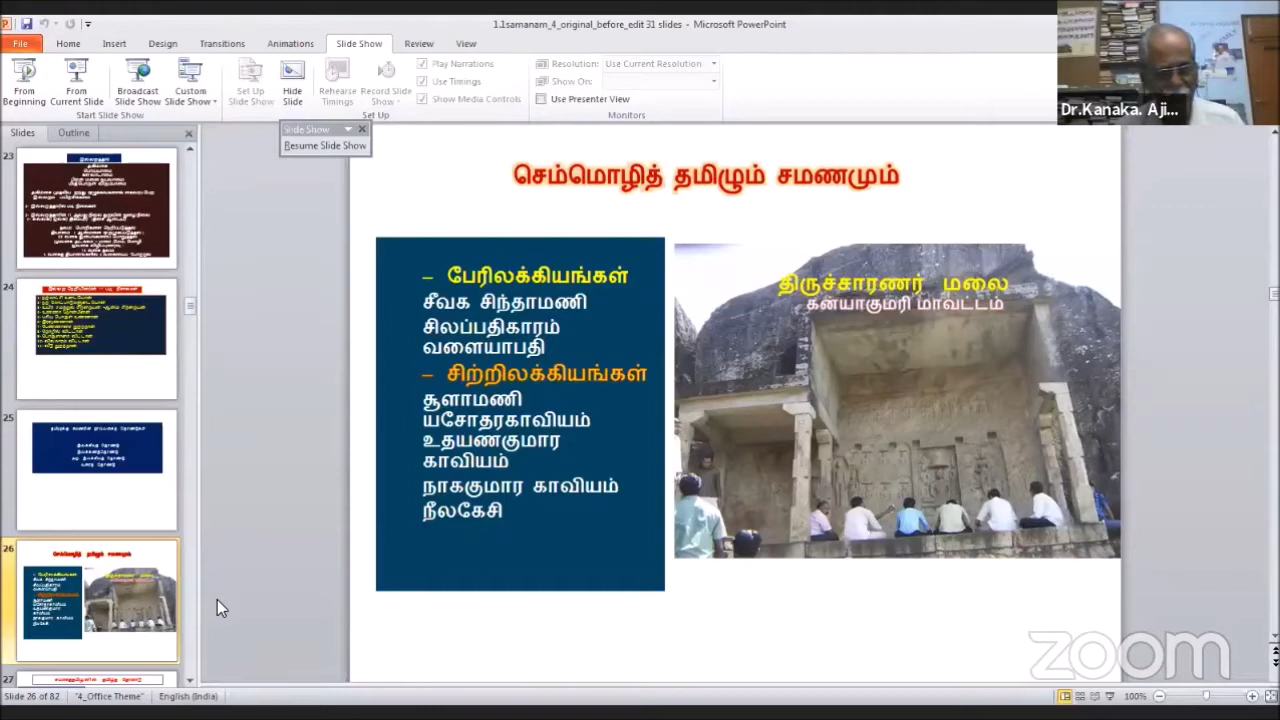 1.1samanam_4_original_before_edit 31 slides - Microsoft PowerPoint
File Home Insert Design Transitions Animations Slide Show Review View
From Beginning
From Current Slide
Broadcast Slide Show
Custom Slide Show
Start Slide Show
Set Up Slide Show
Hide Slide
Rehearse Timings
Record Slide Show
Play Narrations
Use Timings
Show Media Controls
Set Up
Resolution: Use Current Resolution
Show On:
Use Presenter View
Monitors
Dr.Kanaka. Aji...
Slides Outline
Slide Show
Resume Slide Show
23
24
25
26
27
செம்மொழித் தமிழும் சமணமும்
– பேரிலக்கியங்கள்
சீவக சிந்தாமணி
சிலப்பதிகாரம்
வளையாபதி
– சிற்றிலக்கியங்கள்
சூளாமணி
யசோதரகாவியம்
உதயணகுமார
காவியம்
நாககுமார காவியம்
நீலகேசி
திருச்சாரணர் மலை
கன்யாகுமரி மாவட்டம்
zoom
Slide 26 of 82 "4_Office Theme" English (India) 100%